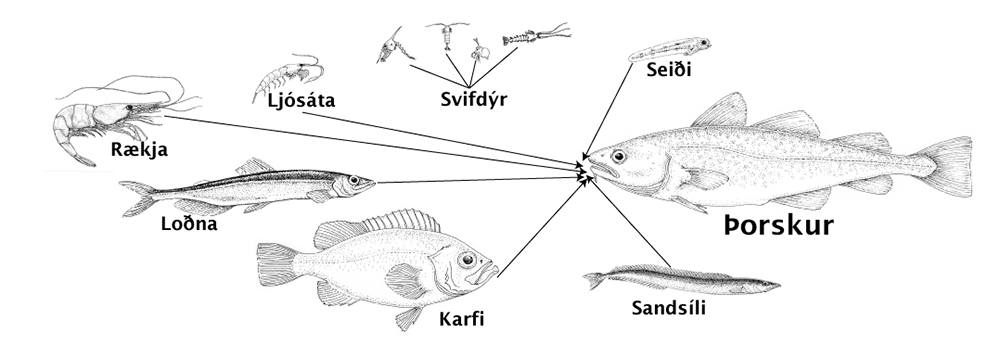 Svifdýr
Seiði
Ljósáta
Rækja
Loðna
Þorskur
Karfi
Sandsíli